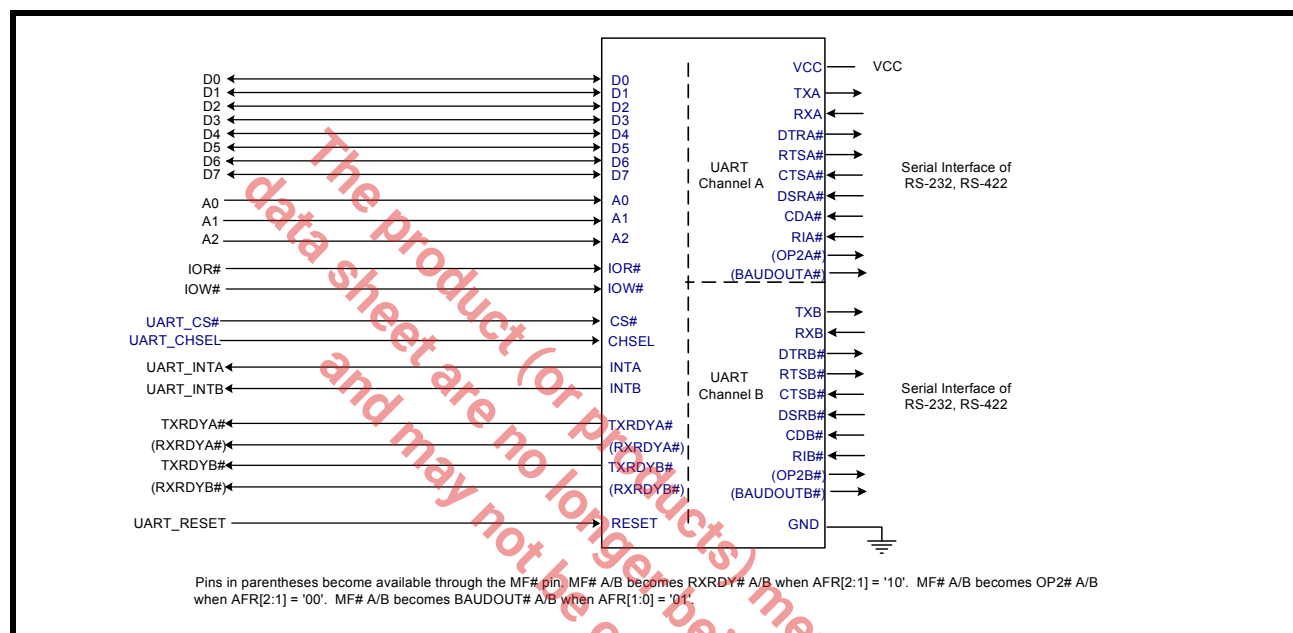 D0 D0
D1 D1
D2 D2
D3 D3
D4 D4
D5 D5
D6 D6
D7 D7
A0 A0
A1 A1
A2 A2
IOR# IOR#
IOW# IOW#
UART_CS# CS#
UART_CHSEL CHSEL
UART_INTA INTA
UART_INTB INTB
TXRDYA# TXRDYA#
(RXRDYA#) (RXRDYA#)
TXRDYB# TXRDYB#
(RXRDYB#) (RXRDYB#)
UART_RESET RESET
UART
Channel A
UART
Channel B
VCC VCC
TXA
RXA
DTRA#
RTSA#
CTSA#
DSRA#
CDA#
RIA#
(OP2A#)
(BAUDOUTA#)
Serial Interface of
RS-232, RS-422
TXB
RXB
DTRB#
RTSB#
CTSB#
DSRB#
CDB#
RIB#
(OP2B#)
(BAUDOUTB#)
GND
Serial Interface of
RS-232, RS-422
Pins in parentheses become available through the MF# pin. MF# A/B becomes RXRDY# A/B when AFR[2:1] = '10'. MF# A/B becomes OP2# A/B
when AFR[2:1] = '00'. MF# A/B becomes BAUDOUT# A/B when AFR[1:0] = '01'.
The product (or products)
data sheet are no longer
and may not be